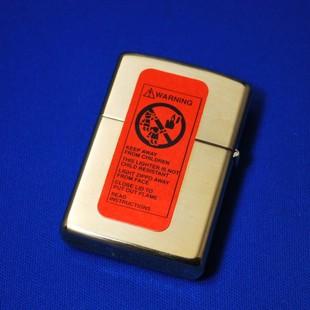 WARNING
KEEP AWAY
FROM CHILDREN
THIS LIGHTER IS NOT
CHILD RESISTANT
LIGHT ZIPPO AWAY
FROM FACE
CLOSE LID TO
PUT OUT FLAME
READ
INSTRUCTIONS